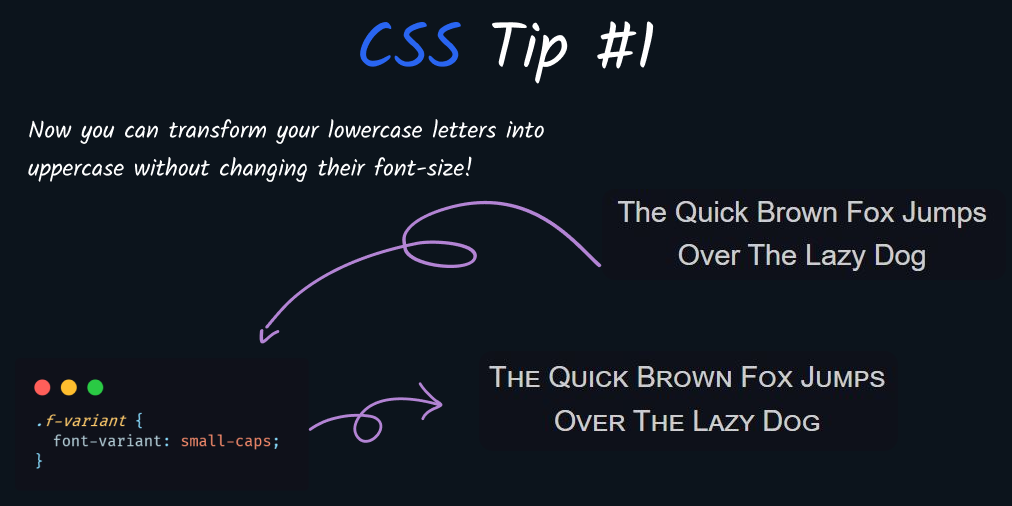 CSS Tip #1
Now you can transform your lowercase letters into
uppercase without changing their font-size!
The Quick Brown Fox Jumps
Over The Lazy Dog
.f-variant {
  font-variant: small-caps;
}
The Quick Brown Fox Jumps
Over The Lazy Dog